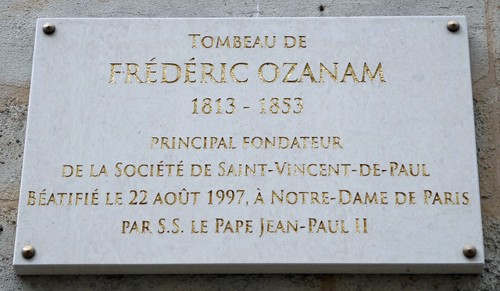 TOMBEAU DE
FRÉDÉRIC OZANAM
1813 - 1853
PRINCIPAL FONDATEUR
DE LA SOCIÉTÉ DE SAINT-VINCENT-DE-PAUL
BÉATIFIÉ LE 22 AOÛT 1997, À NOTRE-DAME DE PARIS
PAR S.S. LE PAPE JEAN-PAUL II